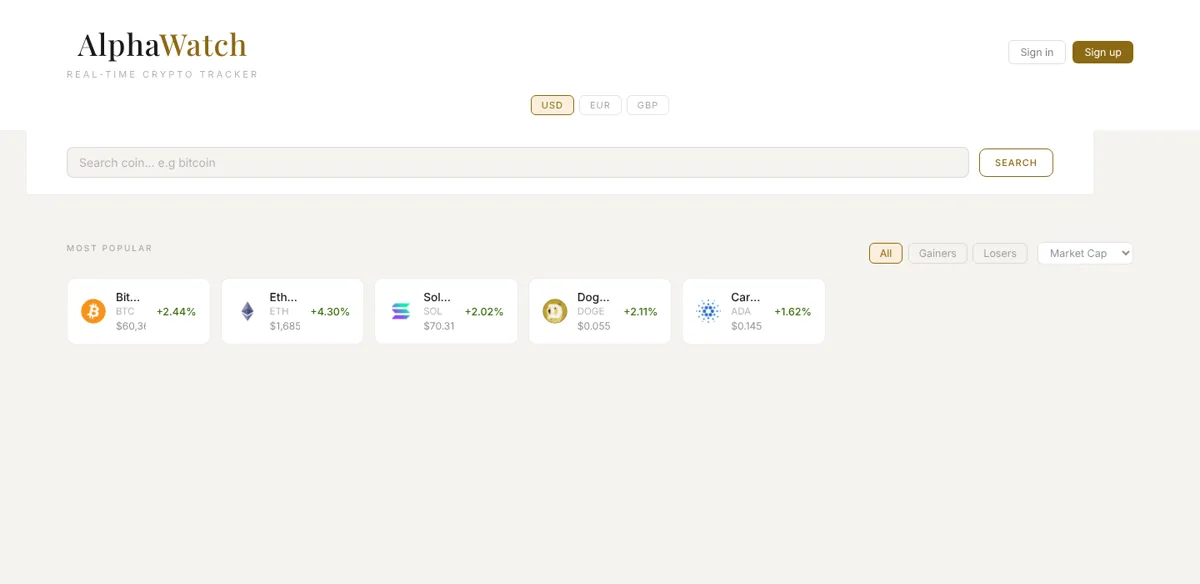 AlphaWatch
REAL-TIME CRYPTO TRACKER
Sign in
Sign up
USD
EUR
GBP
Search coin... e.g bitcoin
SEARCH
MOST POPULAR
All
Gainers
Losers
Market Cap
Bit...
BTC
$60,3
+2.44%
Eth...
ETH
$1,685
+4.30%
Sol...
SOL
$70.31
+2.02%
Dog...
DOGE
$0.055
+2.11%
Car...
ADA
$0.145
+1.62%